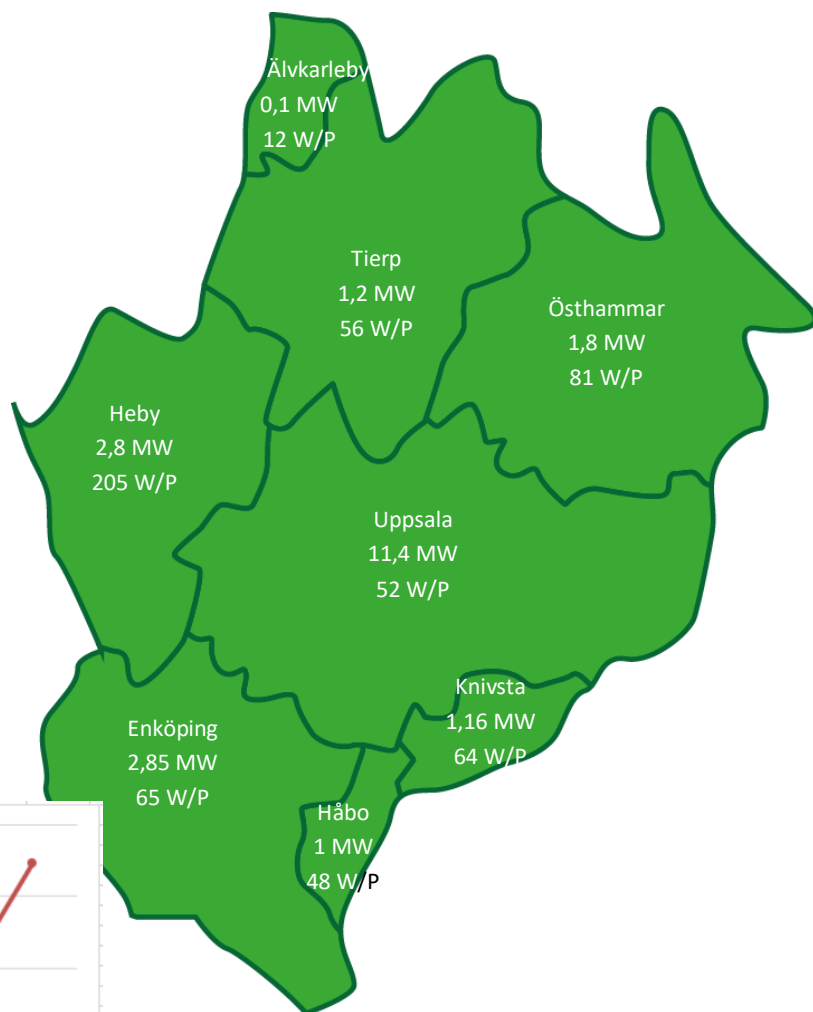 Älvkarleby
0,1 MW
12 W/P
Tierp
1,2 MW
56 W/P
Östhammar
1,8 MW
81 W/P
Heby
2,8 MW
205 W/P
Uppsala
11,4 MW
52 W/P
Knivsta
1,16 MW
64 W/P
Enköping
2,85 MW
65 W/P
Håbo
1 MW
48 W/P